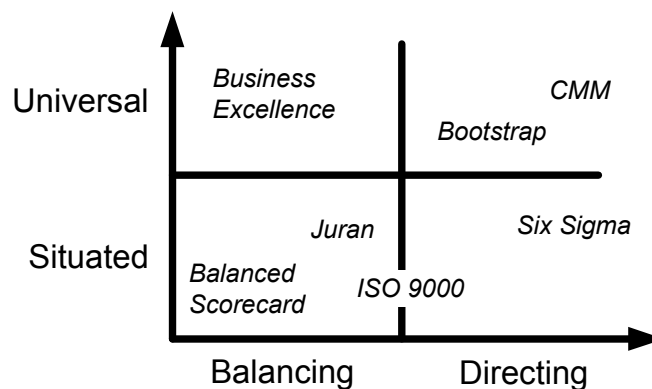 Universal
Business
Excellence
CMM
Bootstrap
Situated
Juran
Six Sigma
Balanced
Scorecard
ISO 9000
Balancing
Directing